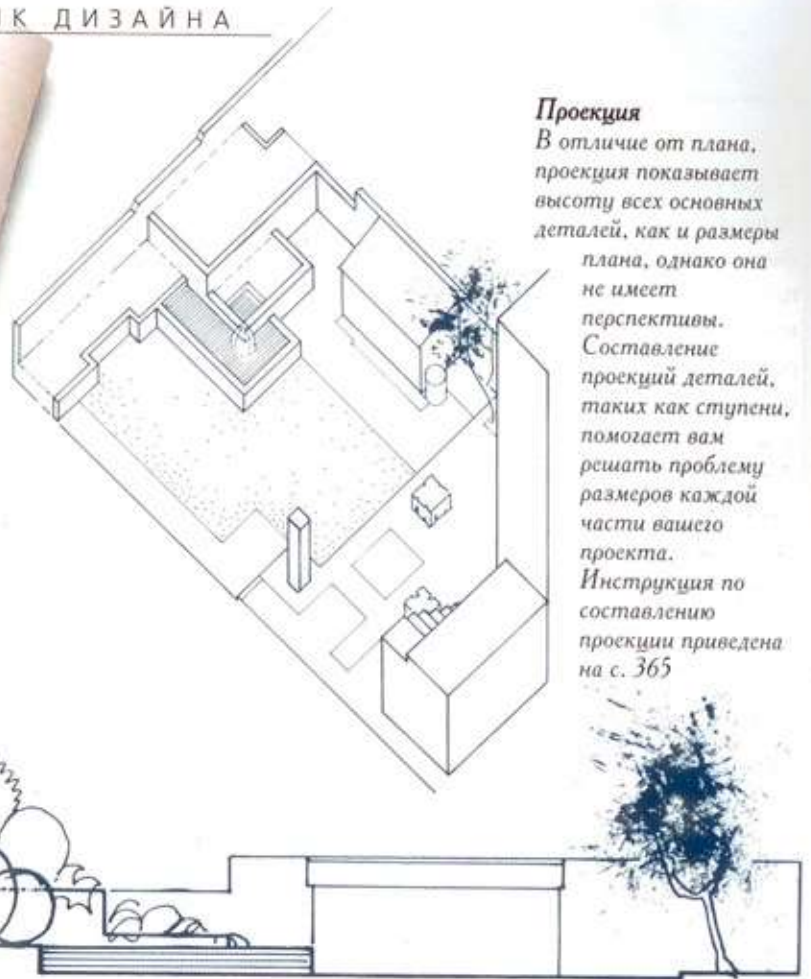 К ДИЗАЙНА
Проекция
В отличие от плана,
проекция показывает
высоту всех основных
деталей, как и размеры
плана, однако она
не имеет
перспективы.
Составление
проекций деталей,
таких как ступени,
помогает вам
решать проблему
размеров каждой
части вашего
проекта.
Инструкция по
составлению
проекции приведена
на с. 365